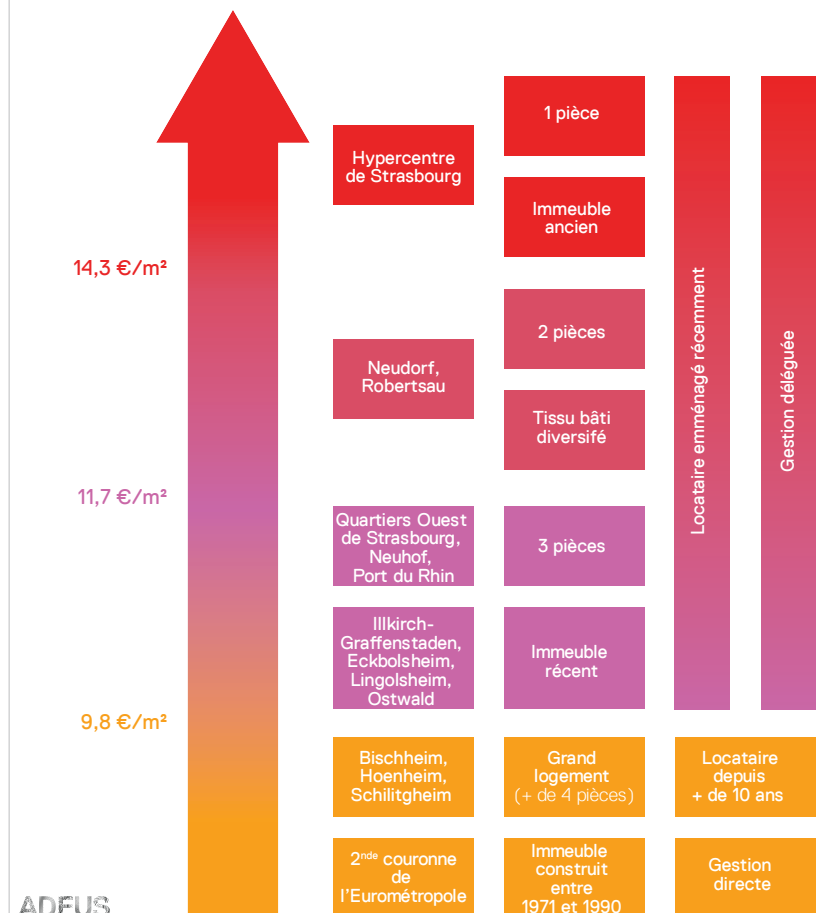 1 pièce
Hypercentre
de Strasbourg
Immeuble
ancien
14,3 €/m²
2 pièces
Neudorf,
Robertsau
Tissu bâti
diversifié
Locataire emménagé récemment
Gestion déléguée
11,7 €/m²
Quartiers Ouest
de Strasbourg,
Neuhof,
Port du Rhin
3 pièces
Illkirch-
Graffenstaden,
Eckbolsheim,
Lingolsheim,
Ostwald
Immeuble
récent
9,8 €/m²
Bischheim,
Hoenheim,
Schilitgheim
Grand
logement
(+ de 4 pièces)
Locataire
depuis
+ de 10 ans
2nde couronne
de
l'Eurométropole
Immeuble
construit
entre
1971 et 1990
Gestion
directe
ADEUS